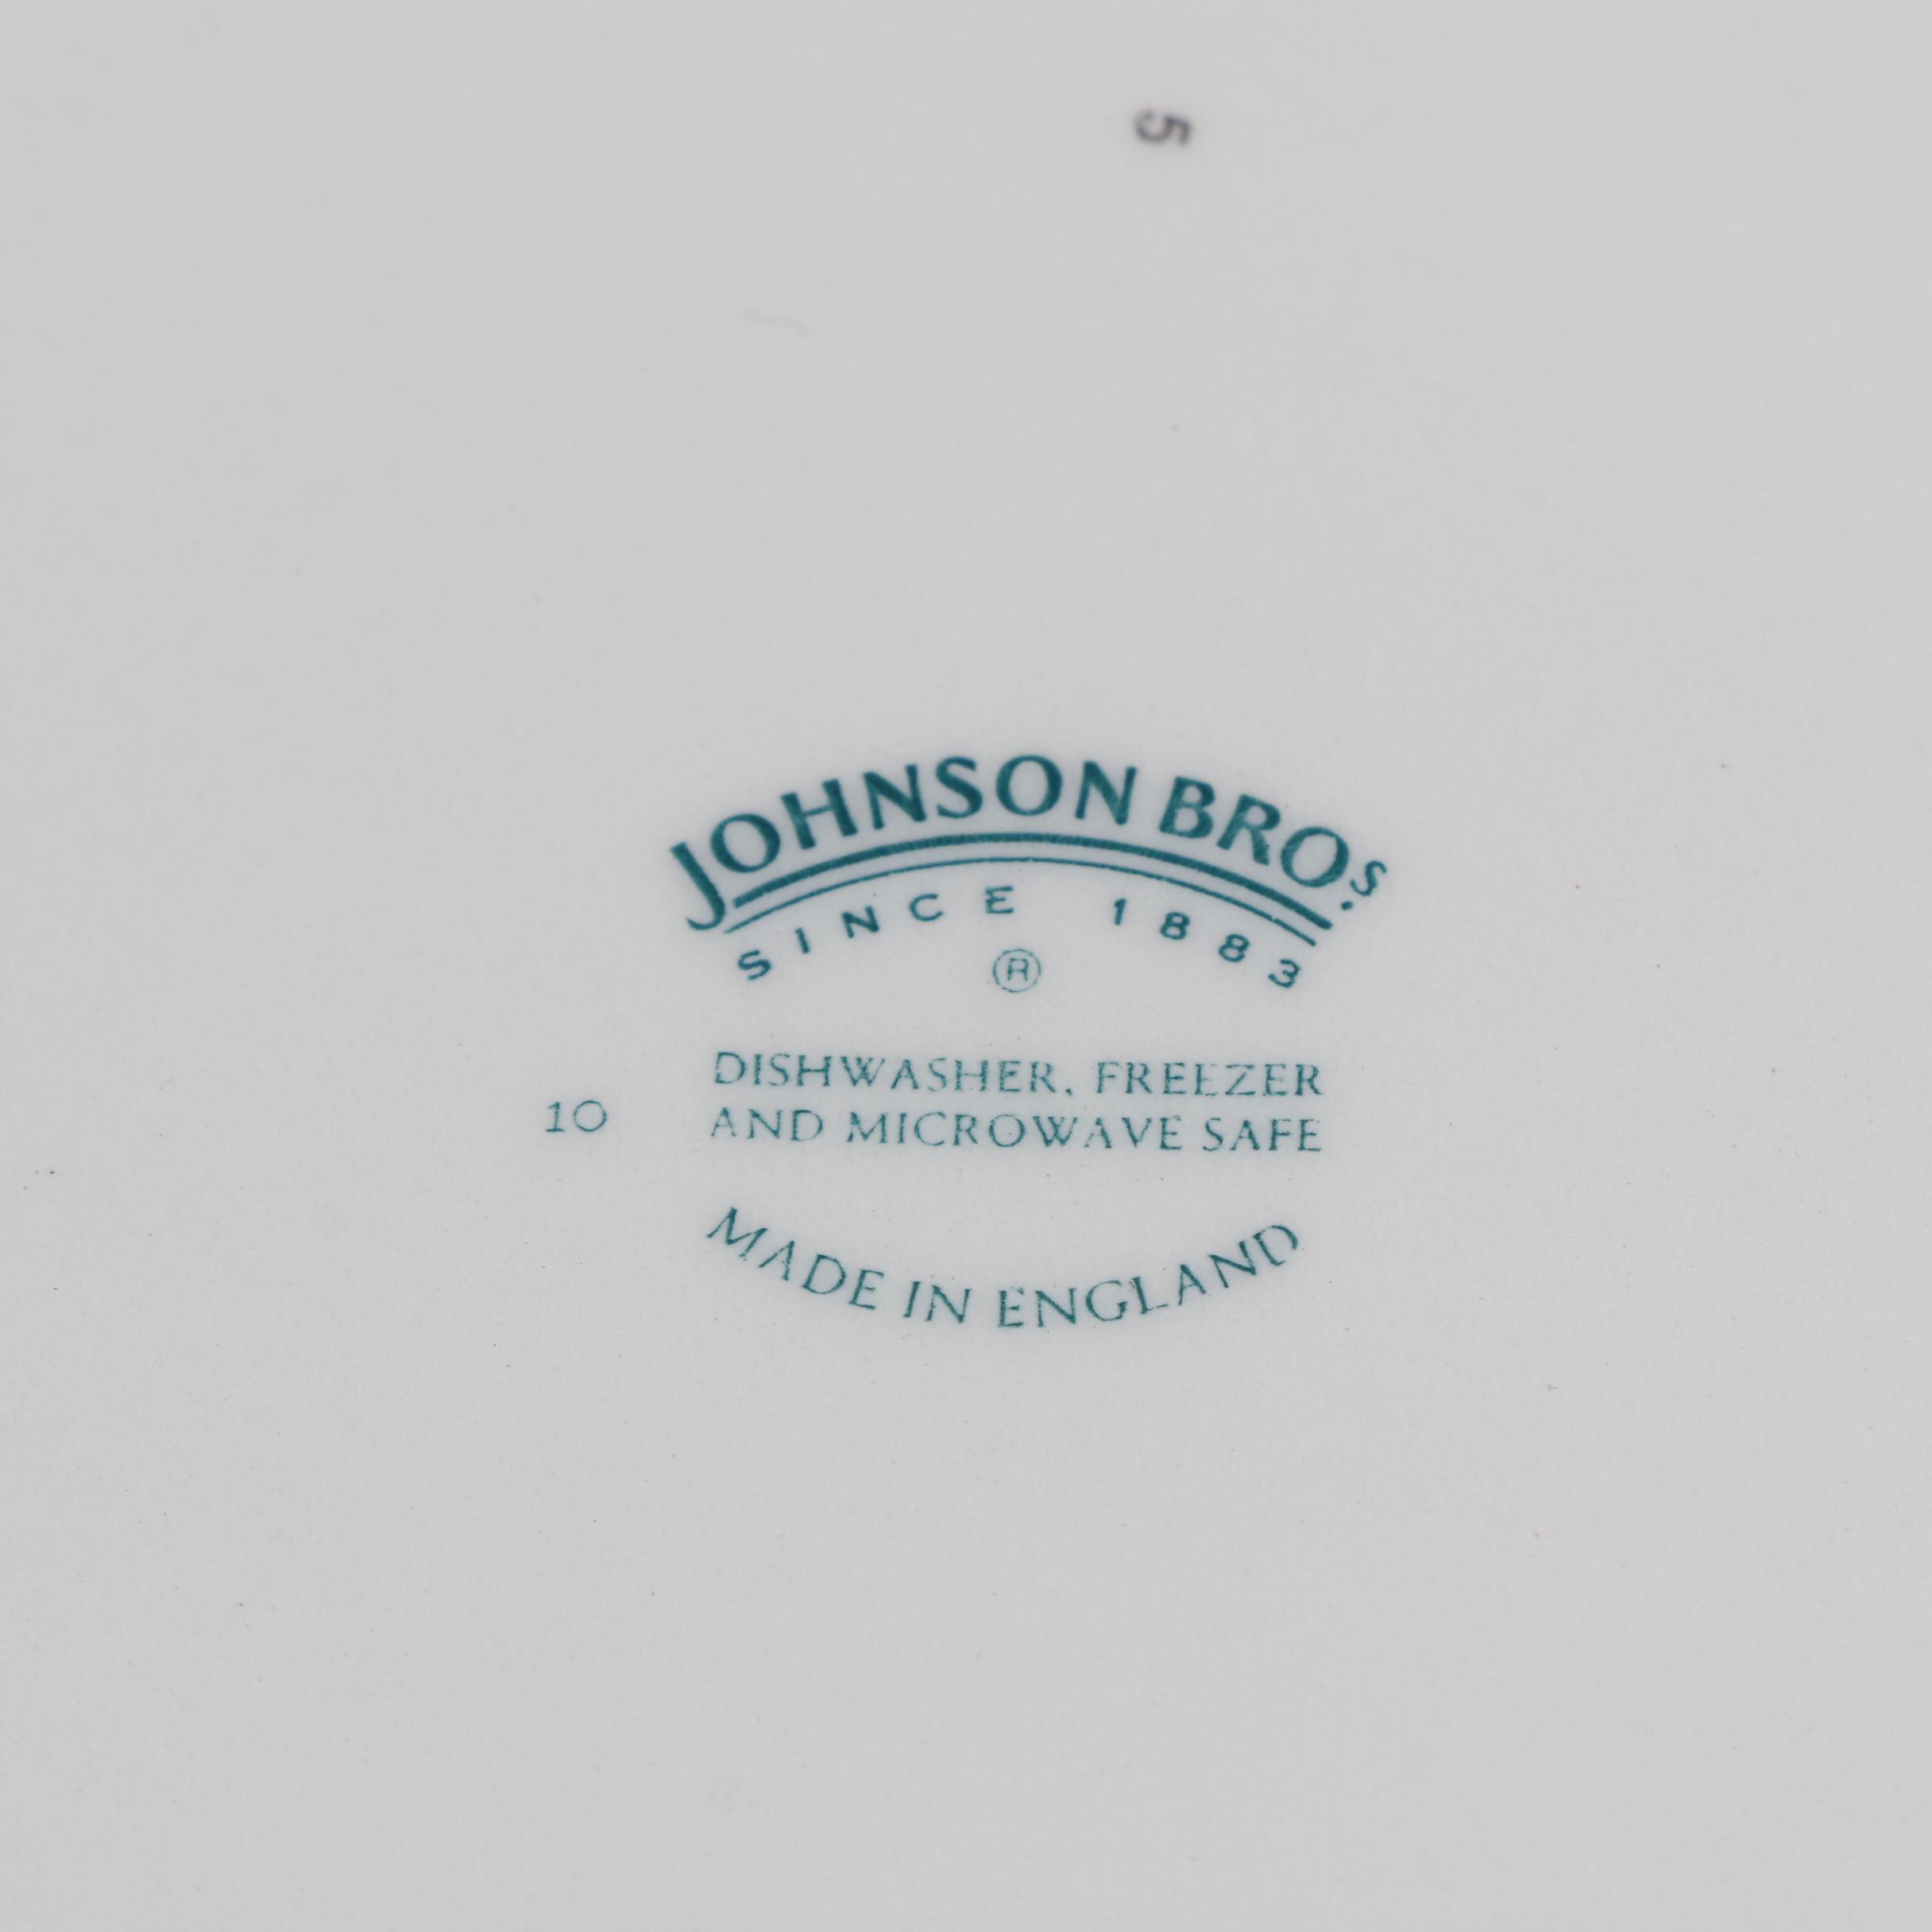 5
JOHNSON BROS.
SINCE 1883
®
DISHWASHER, FREEZER
10 AND MICROWAVE SAFE
MADE IN ENGLAND